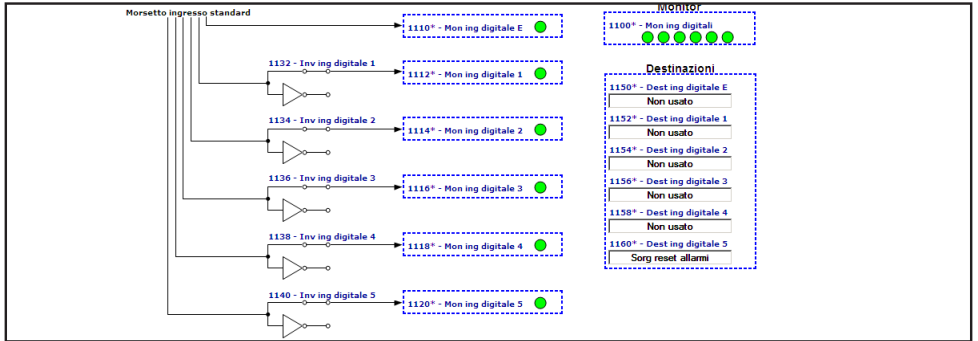 Morsetto ingresso standard
1110* - Mon ing digitale E
1132 - Inv ing digitale 1
1112* - Mon ing digitale 1
1134 - Inv ing digitale 2
1114* - Mon ing digitale 2
1136 - Inv ing digitale 3
1116* - Mon ing digitale 3
1138 - Inv ing digitale 4
1118* - Mon ing digitale 4
1140 - Inv ing digitale 5
1120* - Mon ing digitale 5
Monitor
1100* - Mon ing digitali
Destinazioni
1150* - Dest ing digitale E
Non usato
1152* - Dest ing digitale 1
Non usato
1154* - Dest ing digitale 2
Non usato
1156* - Dest ing digitale 3
Non usato
1158* - Dest ing digitale 4
Non usato
1160* - Dest ing digitale 5
Sorg reset allarmi